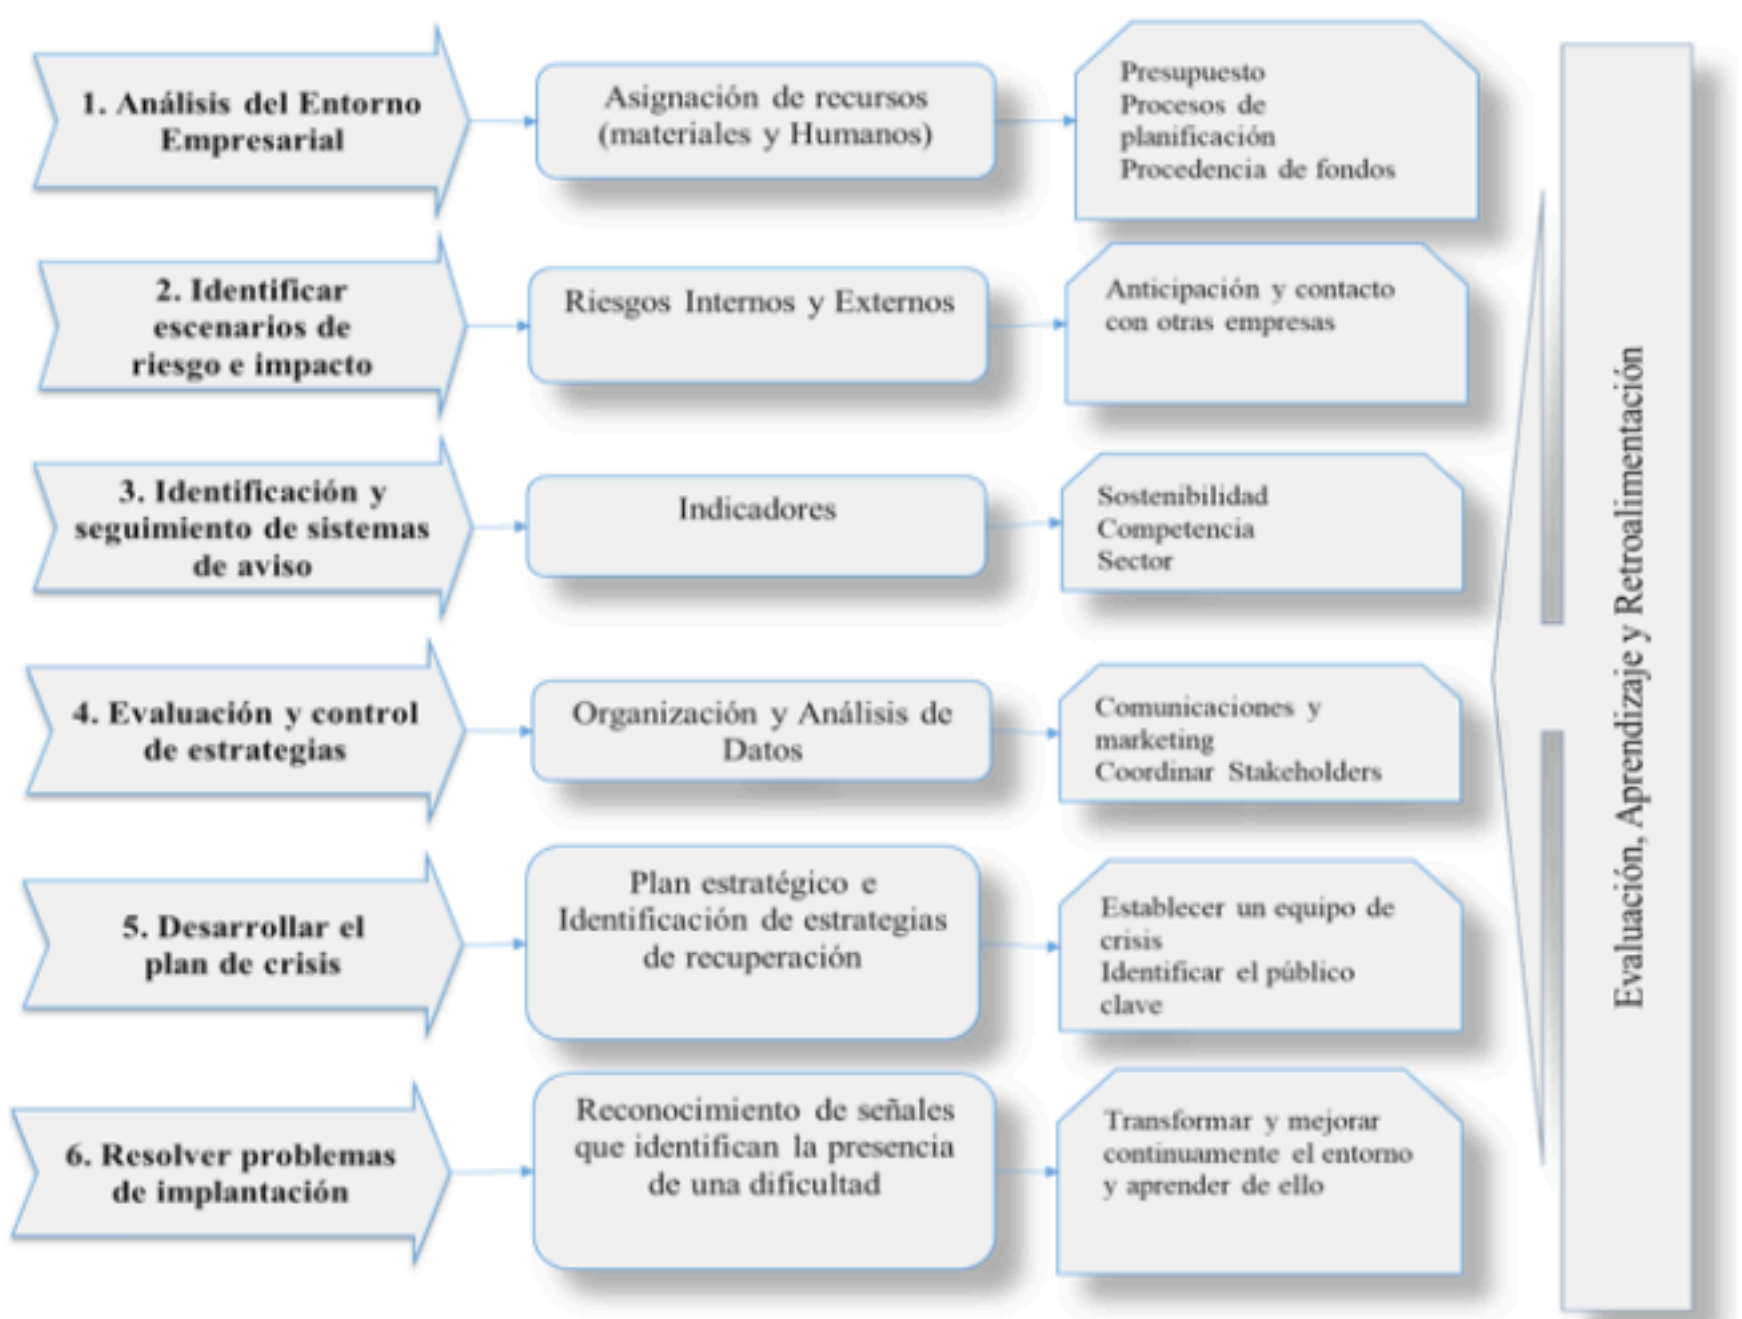 1. Análisis del Entorno
Empresarial
Asignación de recursos
(materiales y Humanos)
Presupuesto
Procesos de
planificación
Procedencia de fondos
2. Identificar
escenarios de
riesgo e impacto
Riesgos Internos y Externos
Anticipación y contacto
con otras empresas
3. Identificación y
seguimiento de sistemas
de aviso
Indicadores
Sostenibilidad
Competencia
Sector
4. Evaluación y control
de estrategias
Organización y Análisis de
Datos
Comunicaciones y
marketing
Coordinar Stakeholders
5. Desarrollar el
plan de crisis
Plan estratégico e
Identificación de estrategias
de recuperación
Establecer un equipo de
crisis
Identificar el público
clave
6. Resolver problemas
de implantación
Reconocimiento de señales
que identifican la presencia
de una dificultad
Transformar y mejorar
continuamente el entorno
y aprender de ello
Evaluación, Aprendizaje y Retroalimentación